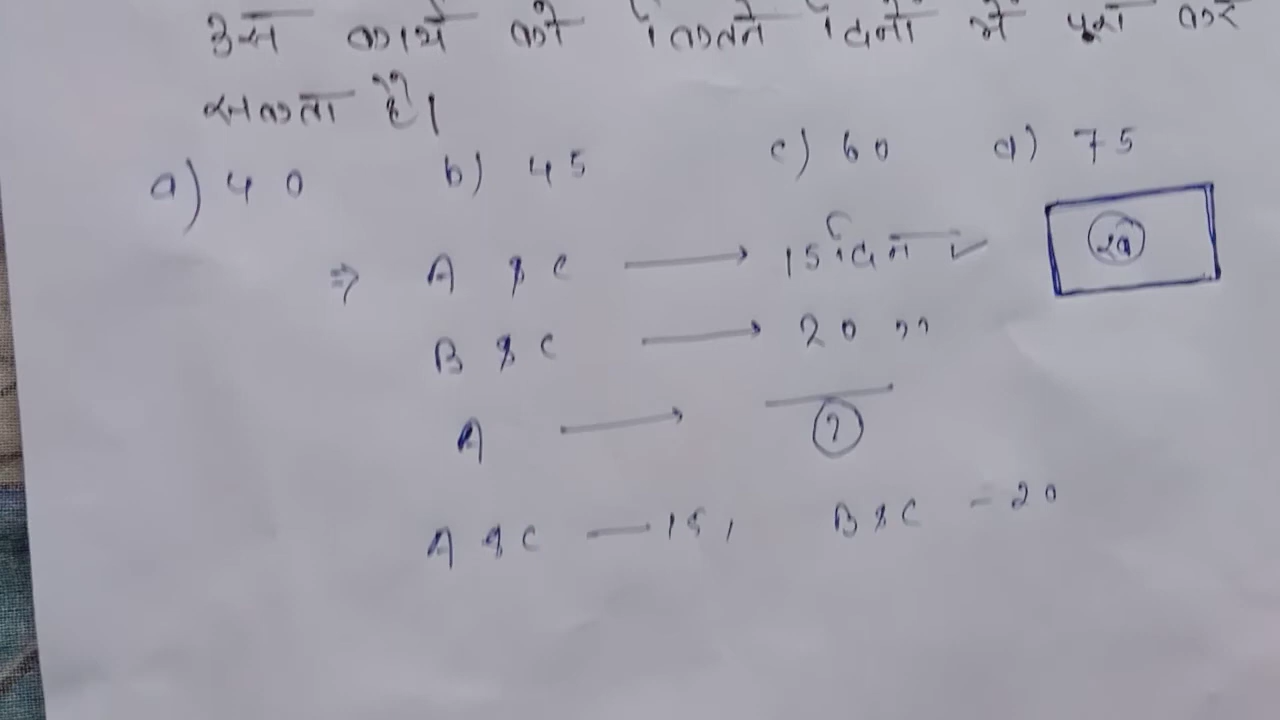 उस कार्य को कितने दिनों में पूरा कर
सकता है।
a) 40 b) 45 c) 60 d) 75
⇒ A & C → 15 दिन ✓
B & C → 20 ,,
A → ?
A & C — 15, B & C = 20